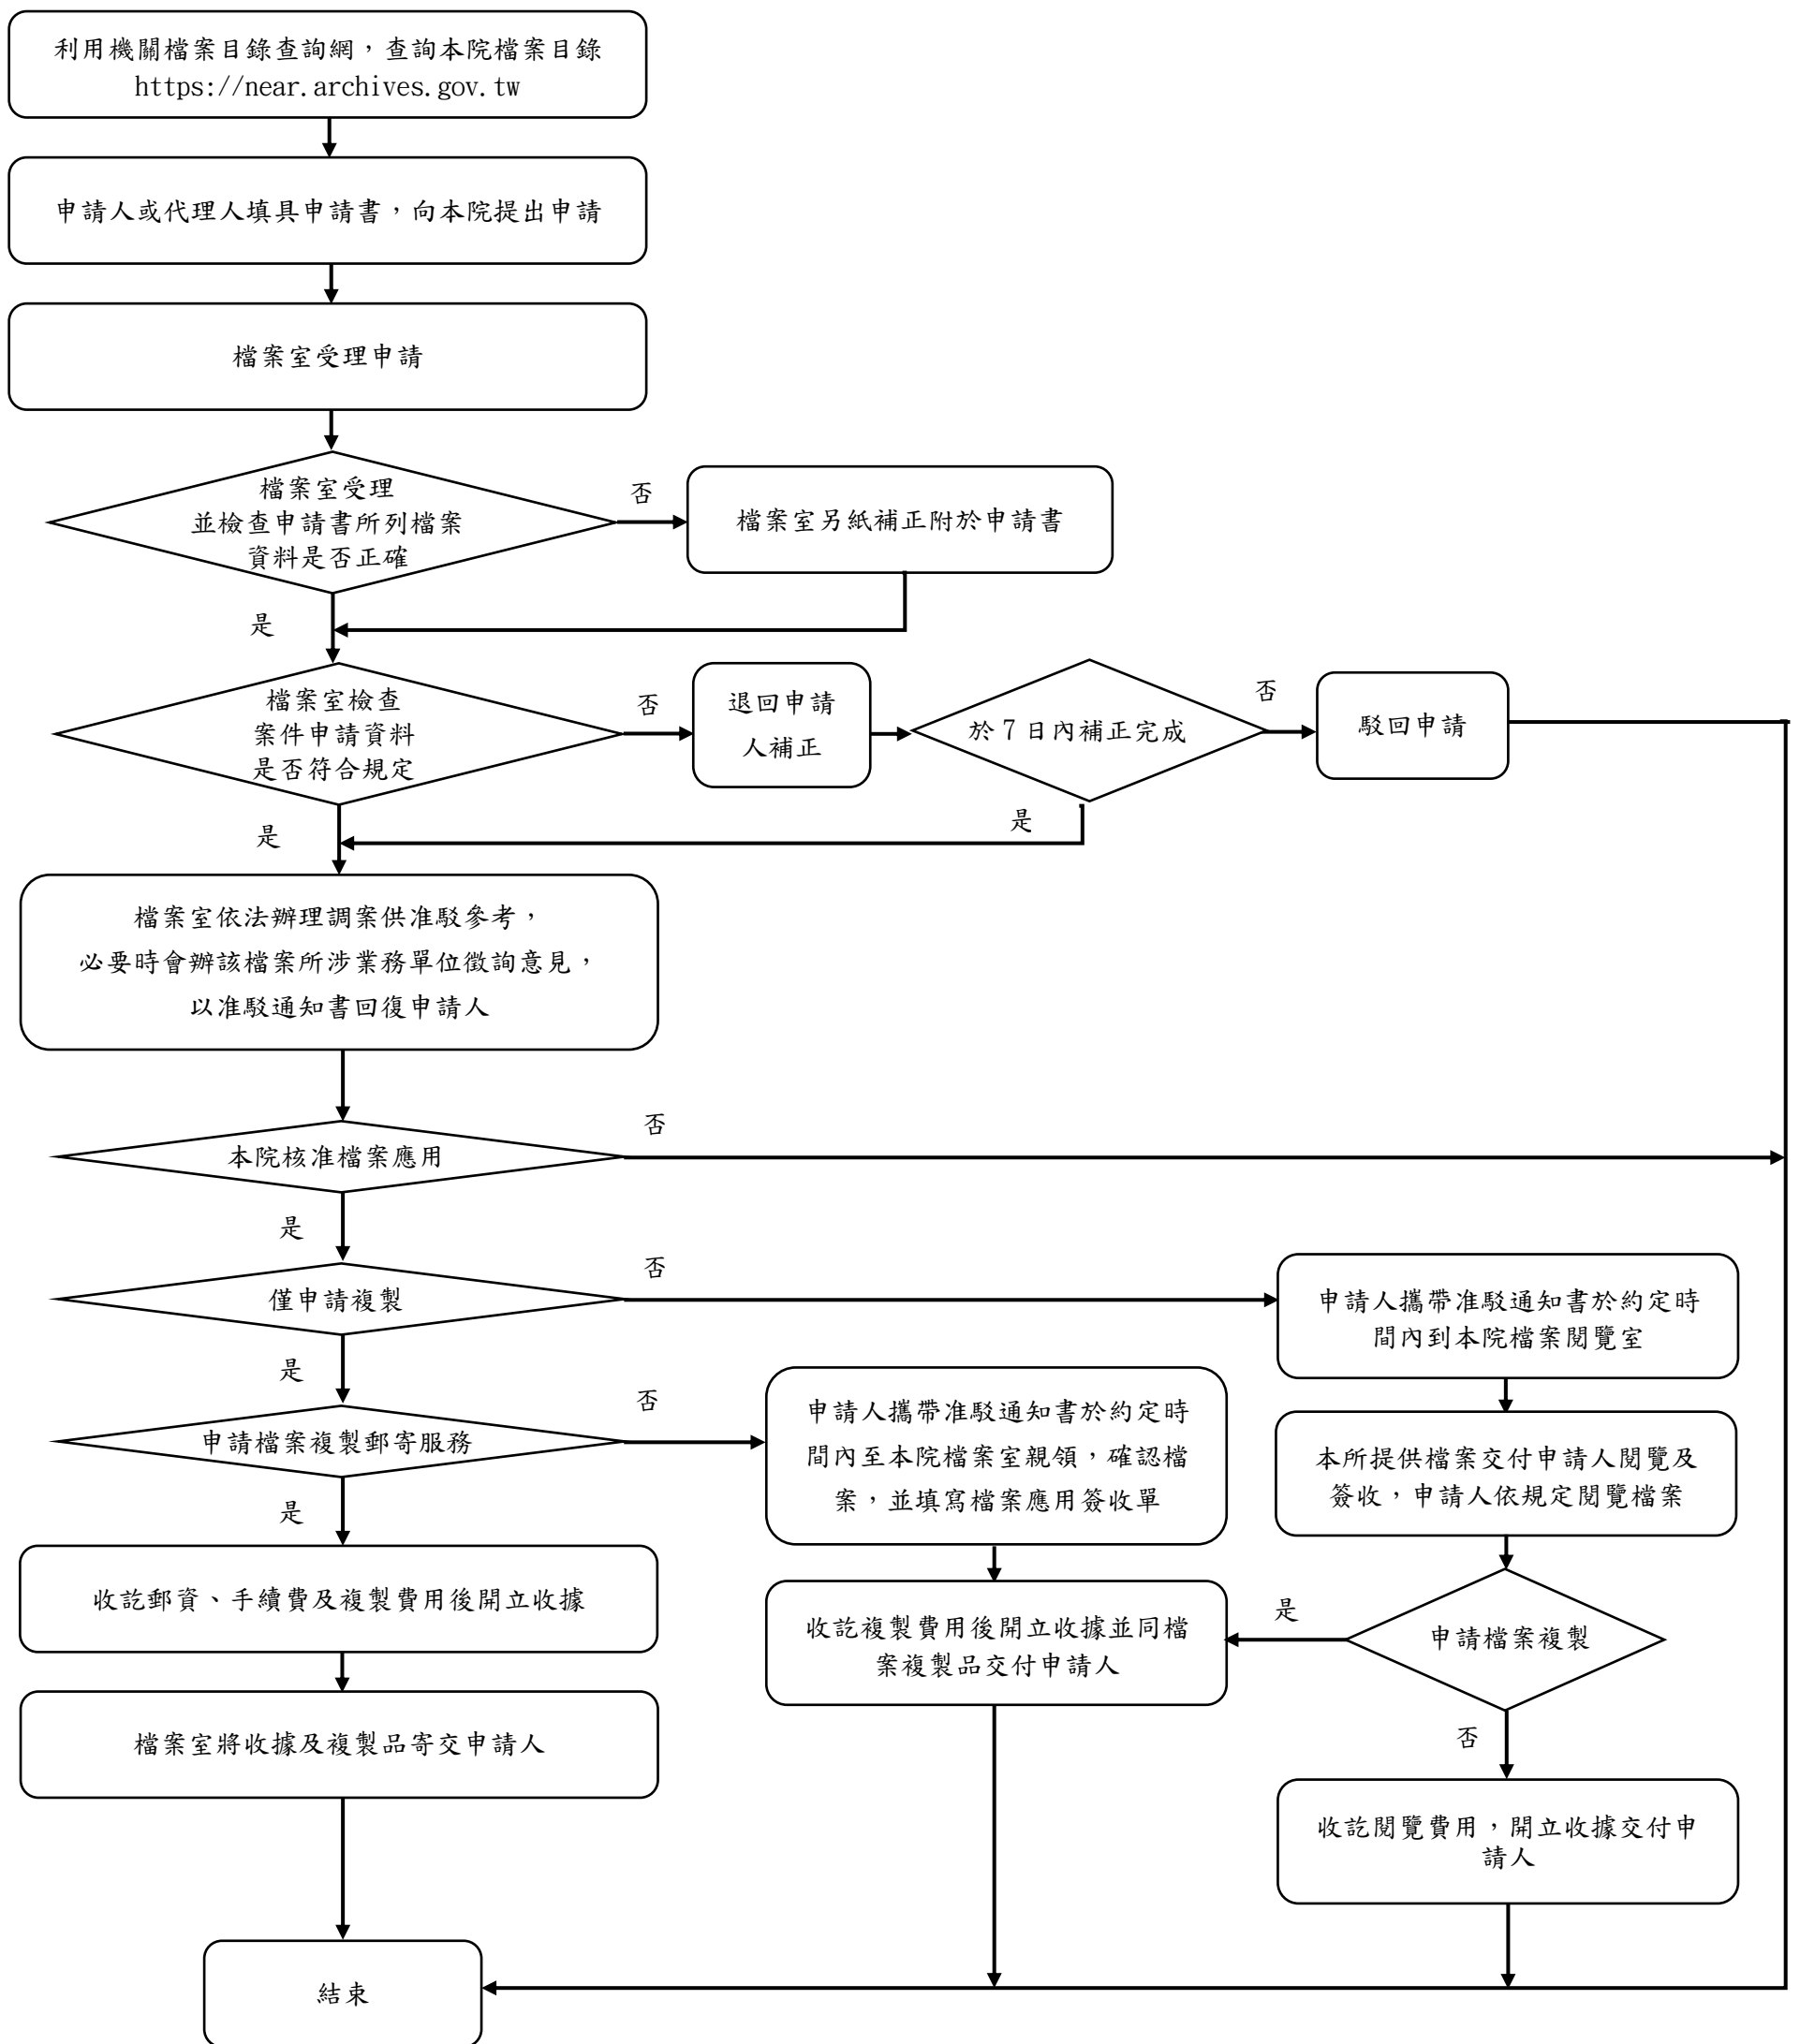 利用機關檔案目錄查詢網，查詢本院檔案目錄
https://near.archives.gov.tw
申請人或代理人填具申請書，向本院提出申請
檔案室受理申請
檔案室受理
並檢查申請書所列檔案
資料是否正確
否
檔案室另紙補正附於申請書
是
檔案室檢查
案件申請資料
是否符合規定
否
退回申請
人補正
於 7 日內補正完成
否
駁回申請
是
是
檔案室依法辦理調案供准駁參考，
必要時會辦該檔案所涉業務單位徵詢意見，
以准駁通知書回復申請人
本院核准檔案應用
否
是
僅申請複製
否
申請人攜帶准駁通知書於約定時
間內到本院檔案閱覽室
是
申請檔案複製郵寄服務
否
申請人攜帶准駁通知書於約定時
間內至本院檔案室親領，確認檔
案，並填寫檔案應用簽收單
本所提供檔案交付申請人閱覽及
簽收，申請人依規定閱覽檔案
是
收訖郵資、手續費及複製費用後開立收據
收訖複製費用後開立收據並同檔
案複製品交付申請人
是
申請檔案複製
檔案室將收據及複製品寄交申請人
否
收訖閱覽費用，開立收據交付申
請人
結束